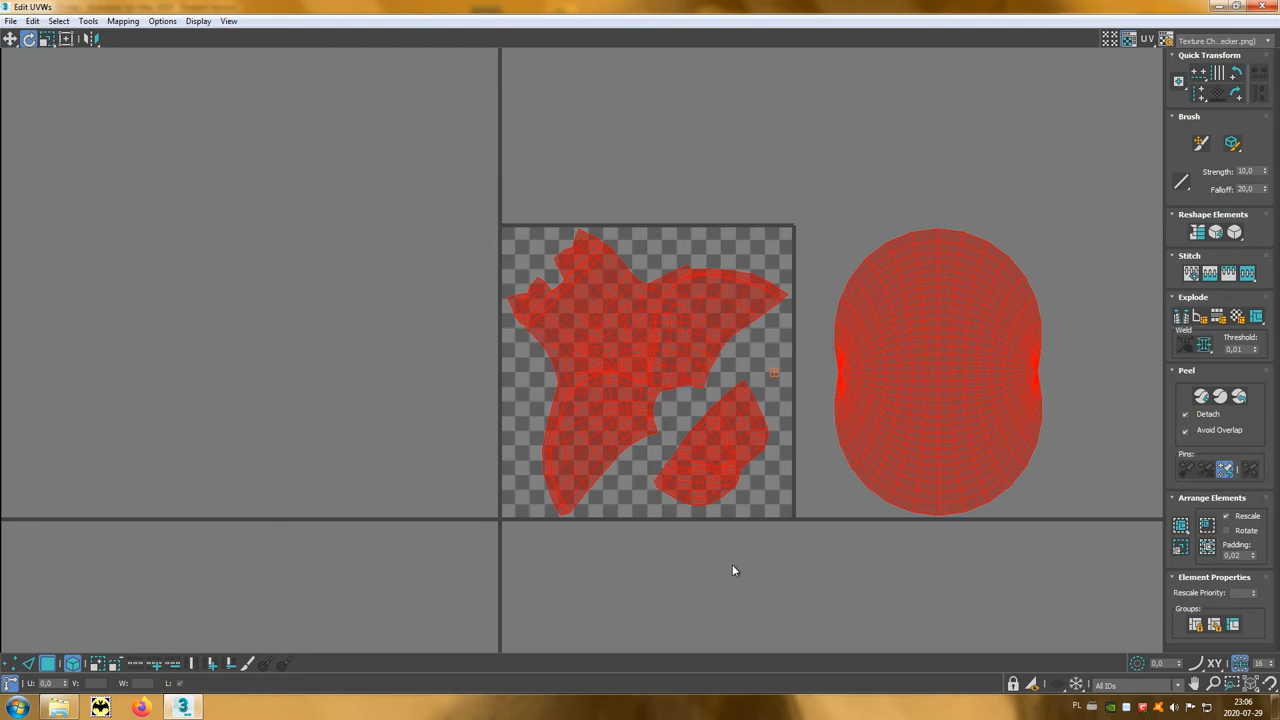 Edit UVWs
File Edit Select Tools Mapping Options Display View
UV Texture Ch...ecker.png)
Quick Transform
Brush
Strength: 10,0
Falloff: 20,0
Reshape Elements
Stitch
Explode
Weld
Threshold:
0,01
Peel
Detach
Avoid Overlap
Pins:
Arrange Elements
Rescale
Rotate
Padding:
0,02
Element Properties
Rescale Priority:
Groups:
0,0 XY 16
U: 0,0 V: W: L: All IDs
PL 23:06
2020-07-29